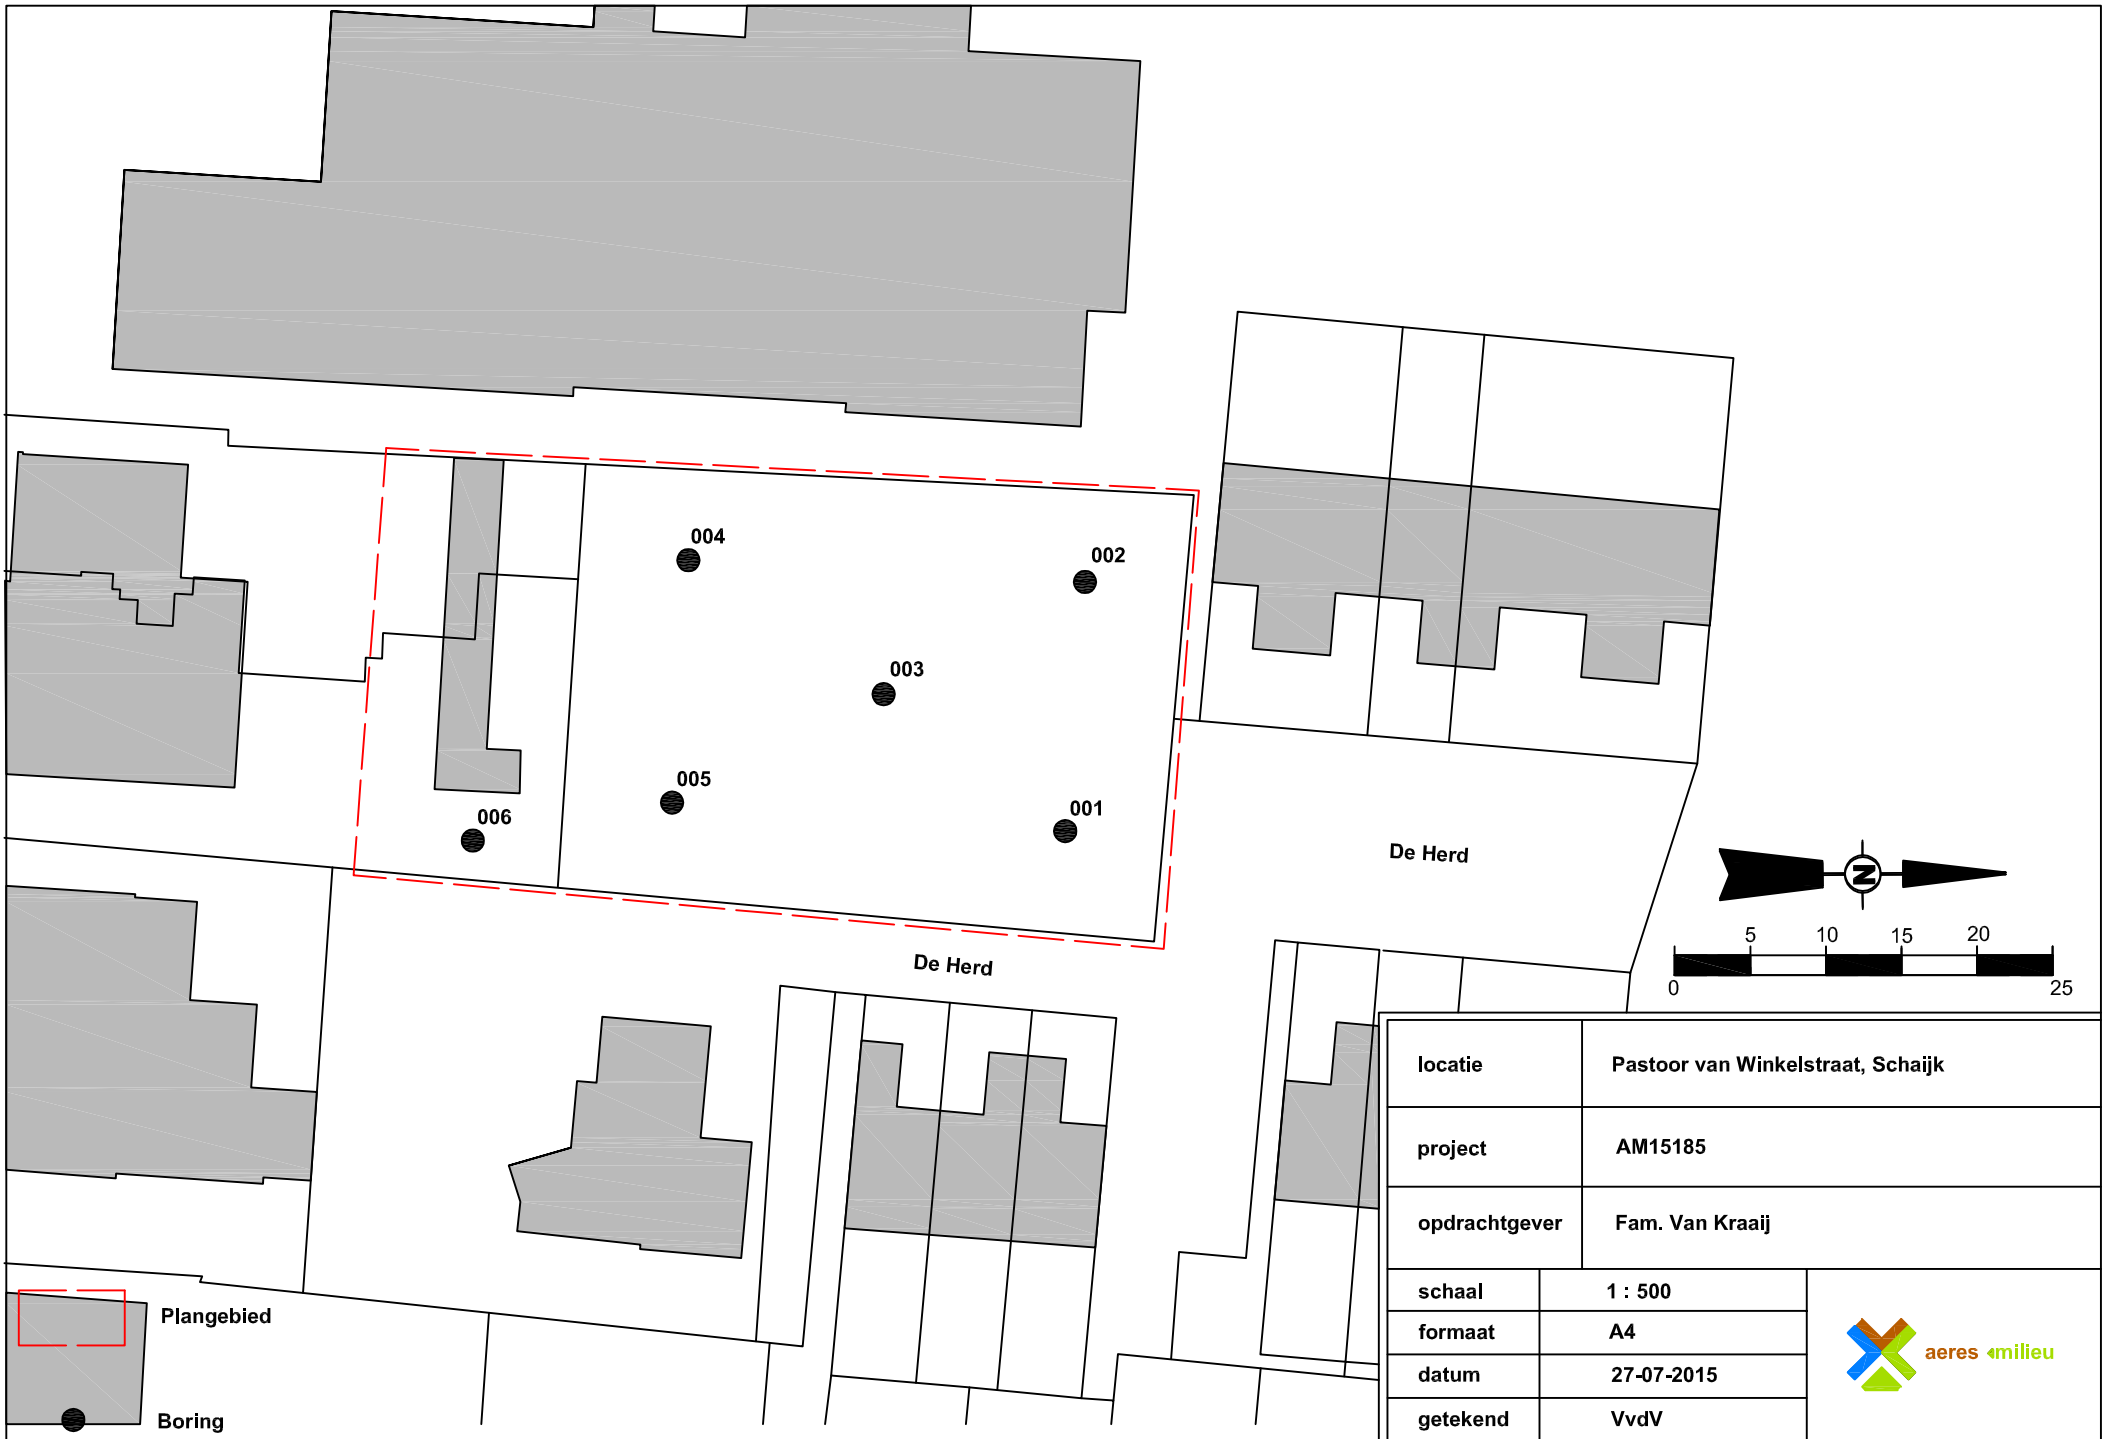 004
002
003
005
006
001
De Herd
De Herd
N
5 10 15 20
0 25
locatie Pastoor van Winkelstraat, Schaijk
project AM15185
opdrachtgever Fam. Van Kraaij
schaal 1 : 500
formaat A4
datum 27-07-2015
getekend VvdV
aeres milieu
Plangebied
Boring